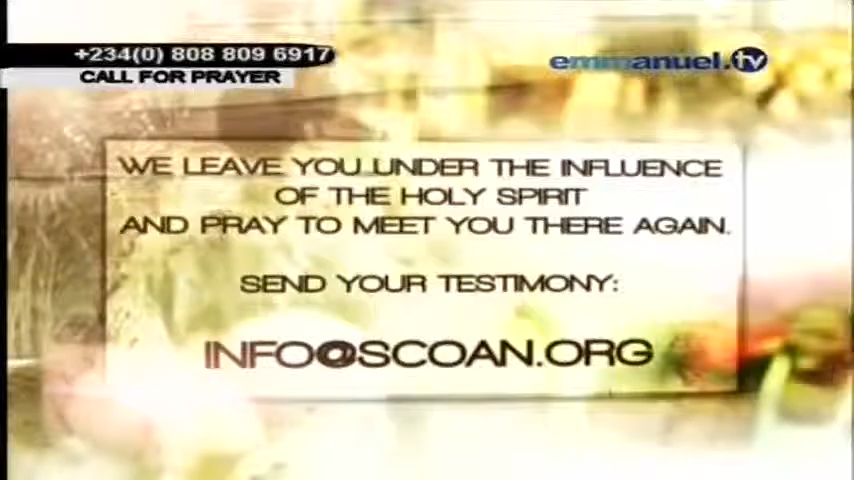 +234(0) 808 809 6917
CALL FOR PRAYER
emmanuel.tv
WE LEAVE YOU UNDER THE INFLUENCE
OF THE HOLY SPIRIT
AND PRAY TO MEET YOU THERE AGAIN.
SEND YOUR TESTIMONY:
INFO@SCOAN.ORG